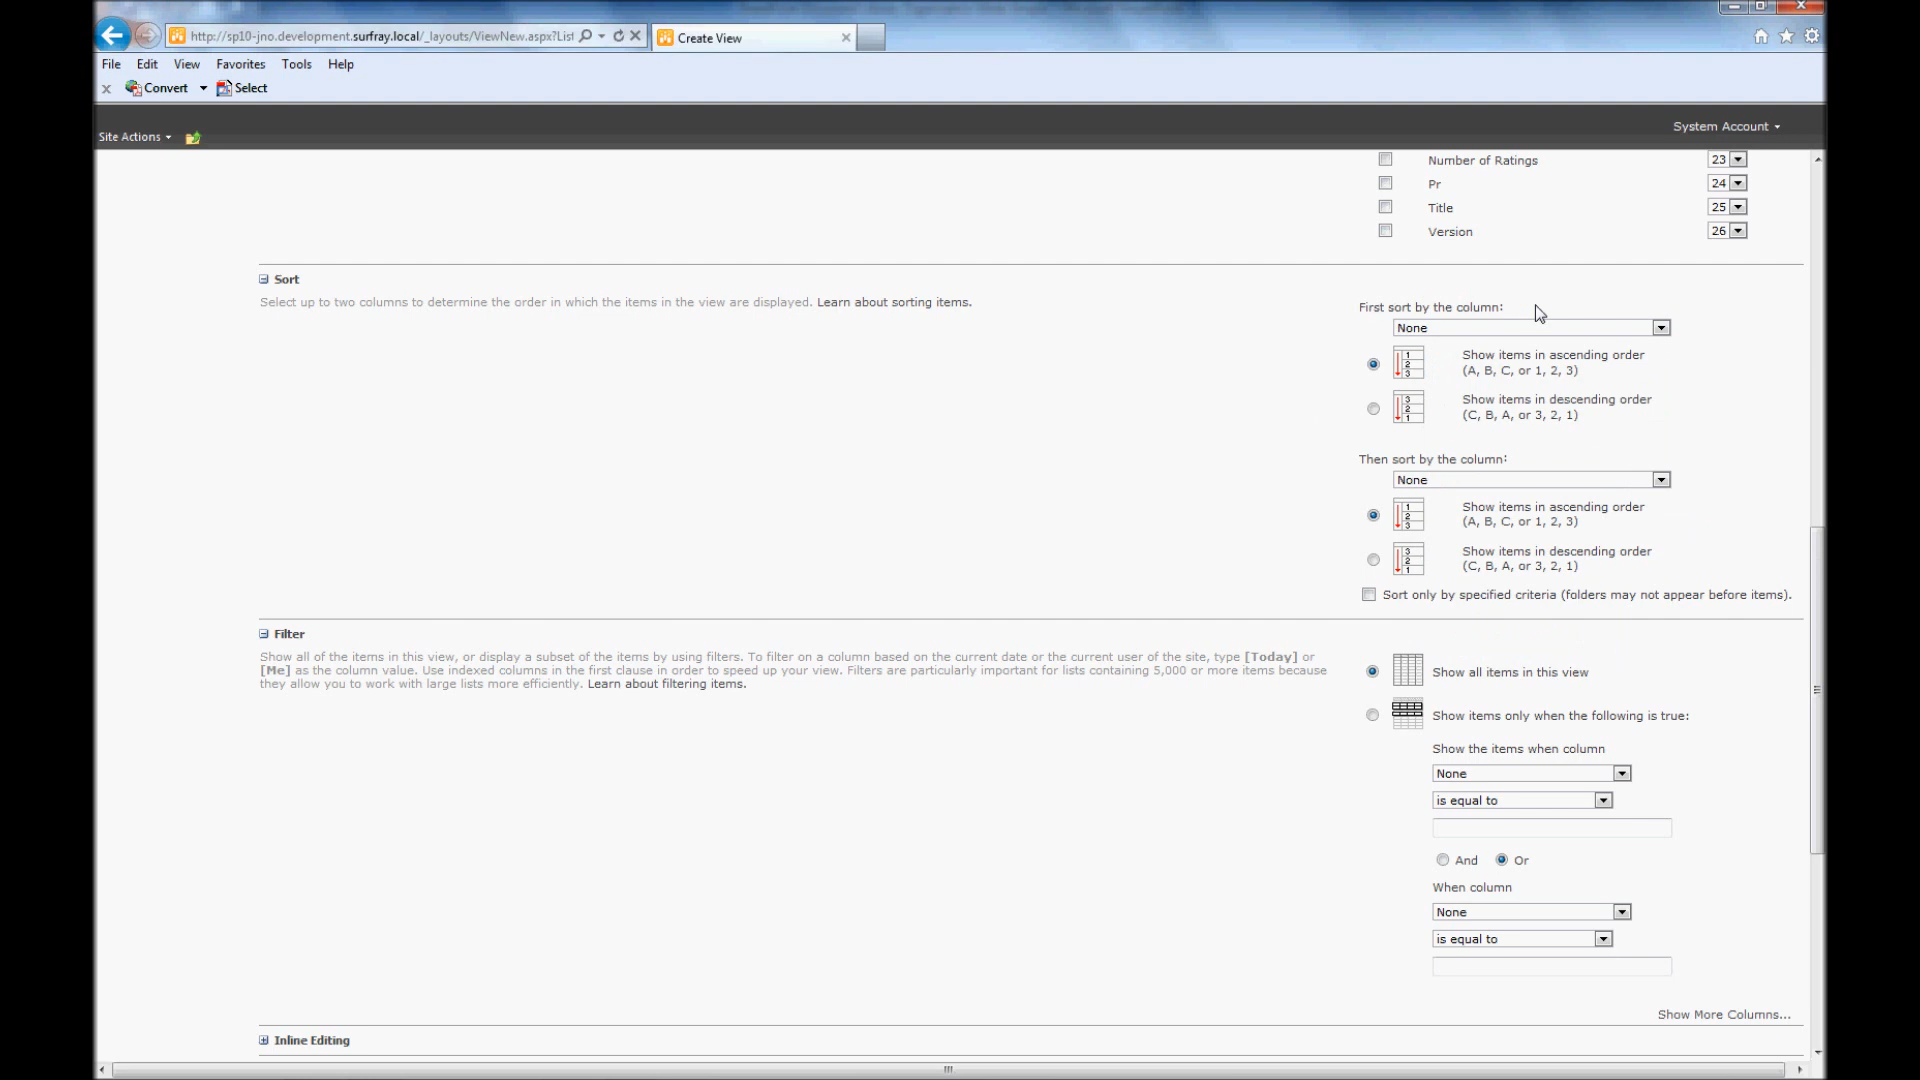 http://sp10-jno.development.surfray.local/_layouts/ViewNew.aspx?List
Create View
File Edit View Favorites Tools Help
x Convert Select
Site Actions
System Account
Number of Ratings 23
Pr 24
Title 25
Version 26
Sort
Select up to two columns to determine the order in which the items in the view are displayed. Learn about sorting items.
First sort by the column:
None
Show items in ascending order
(A, B, C, or 1, 2, 3)
Show items in descending order
(C, B, A, or 3, 2, 1)
Then sort by the column:
None
Show items in ascending order
(A, B, C, or 1, 2, 3)
Show items in descending order
(C, B, A, or 3, 2, 1)
Sort only by specified criteria (folders may not appear before items).
Filter
Show all of the items in this view, or display a subset of the items by using filters. To filter on a column based on the current date or the current user of the site, type [Today] or
[Me] as the column value. Use indexed columns in the first clause in order to speed up your view. Filters are particularly important for lists containing 5,000 or more items because
they allow you to work with large lists more efficiently. Learn about filtering items.
Show all items in this view
Show items only when the following is true:
Show the items when column
None
is equal to
And Or
When column
None
is equal to
Show More Columns...
Inline Editing